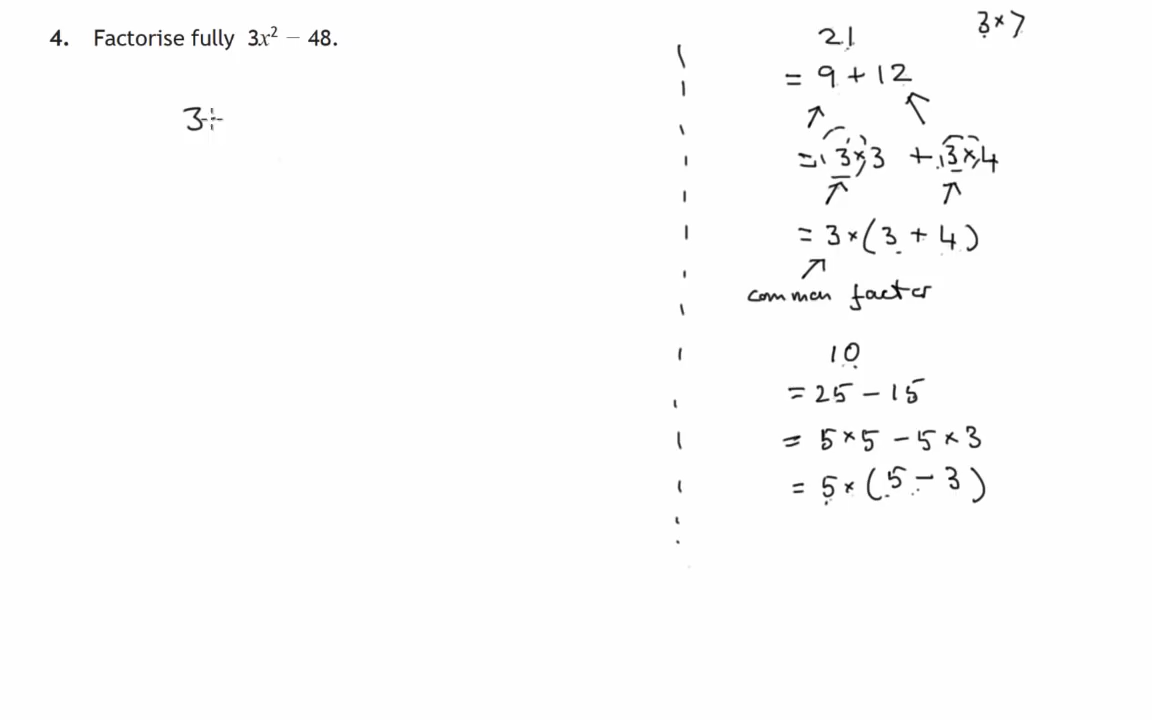 4. Factorise fully 3x² − 48.
3
21
3 × 7
= 9 + 12
= 3 × 3 + 3 × 4
= 3 × (3 + 4)
common factor
10
= 25 − 15
= 5 × 5 − 5 × 3
= 5 × (5 − 3)